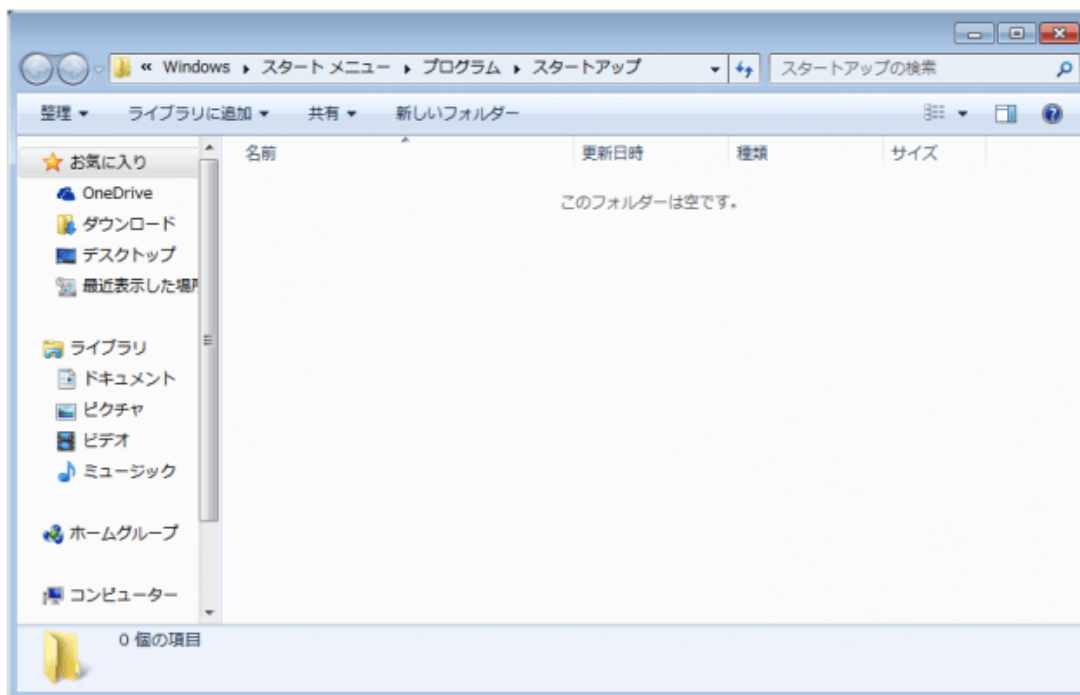 « Windows ▸ スタート メニュー ▸ プログラム ▸ スタートアップ
スタートアップの検索
整理 ライブラリに追加 共有 新しいフォルダー
名前 更新日時 種類 サイズ
このフォルダーは空です。
お気に入り
OneDrive
ダウンロード
デスクトップ
最近表示した場所
ライブラリ
ドキュメント
ピクチャ
ビデオ
ミュージック
ホームグループ
コンピューター
0 個の項目